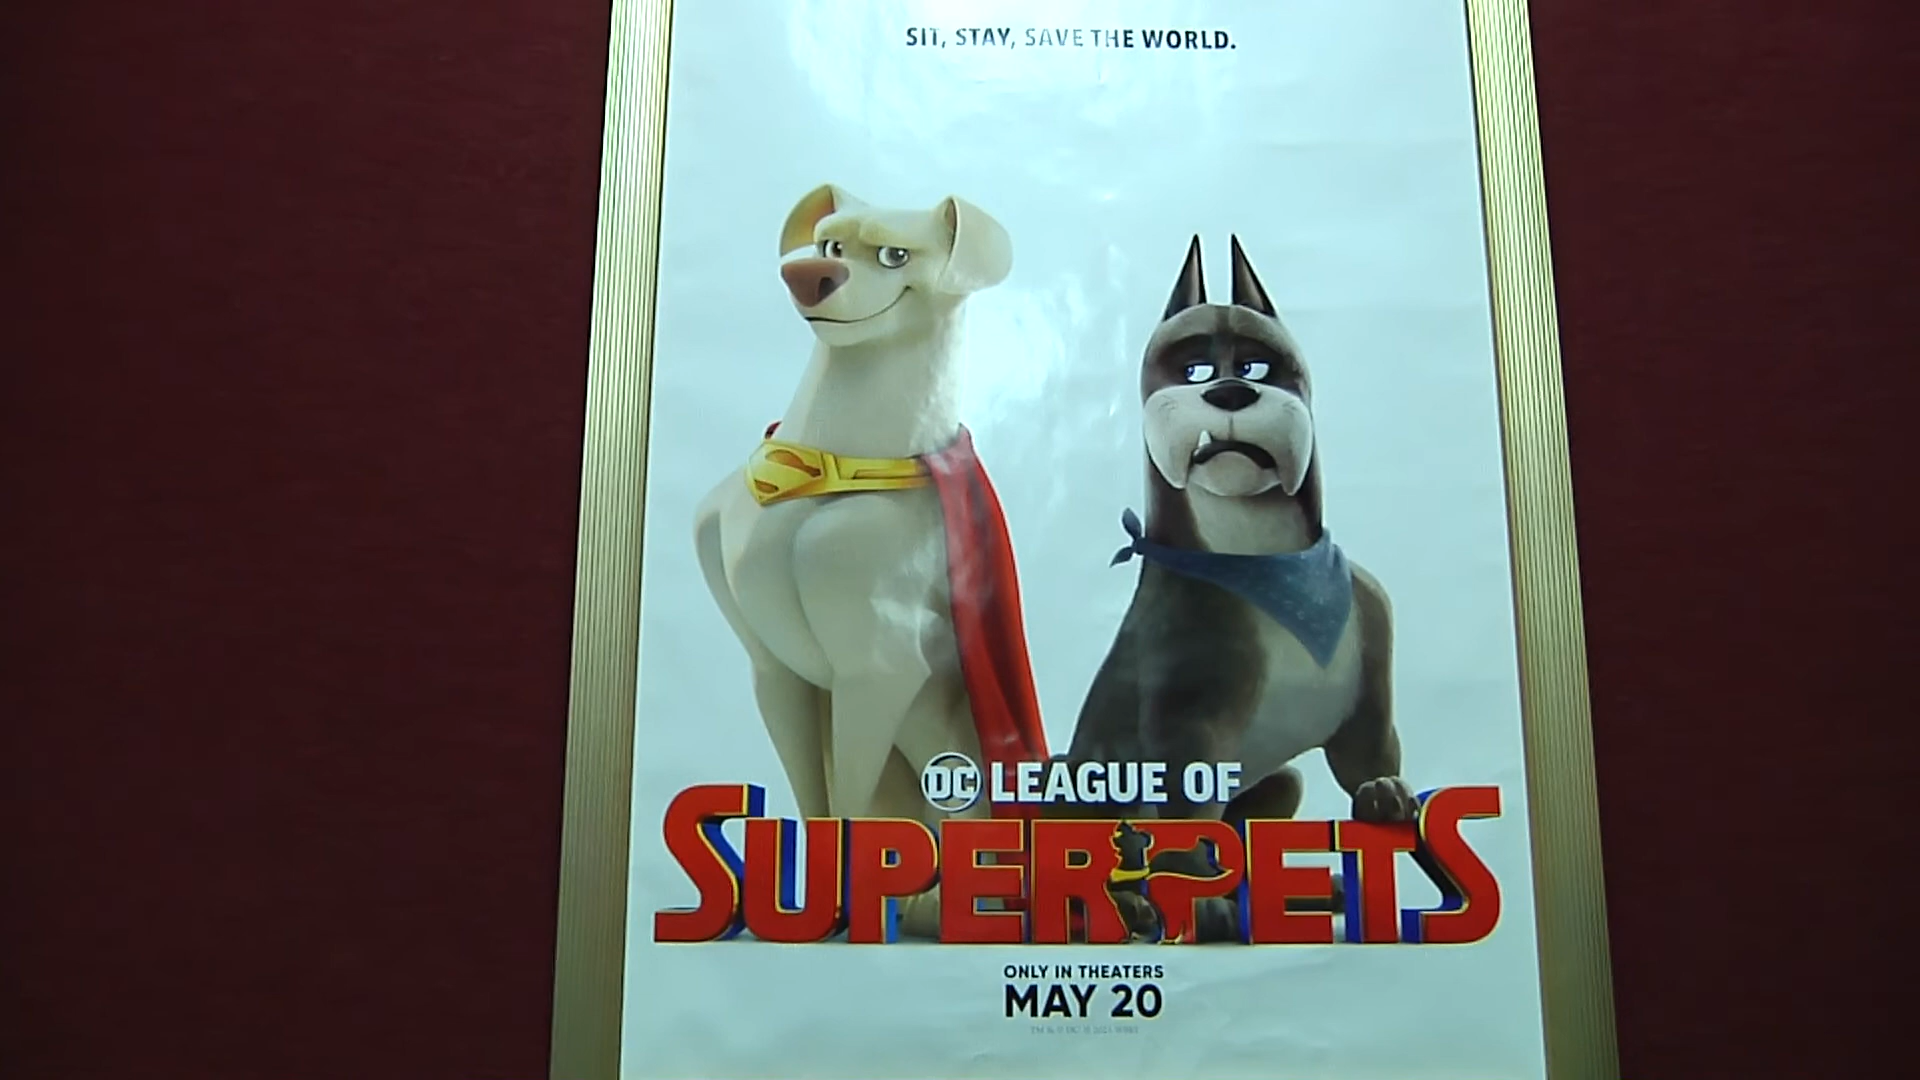 SIT, STAY, SAVE THE WORLD.
DC LEAGUE OF
SUPERPETS
ONLY IN THEATERS
MAY 20